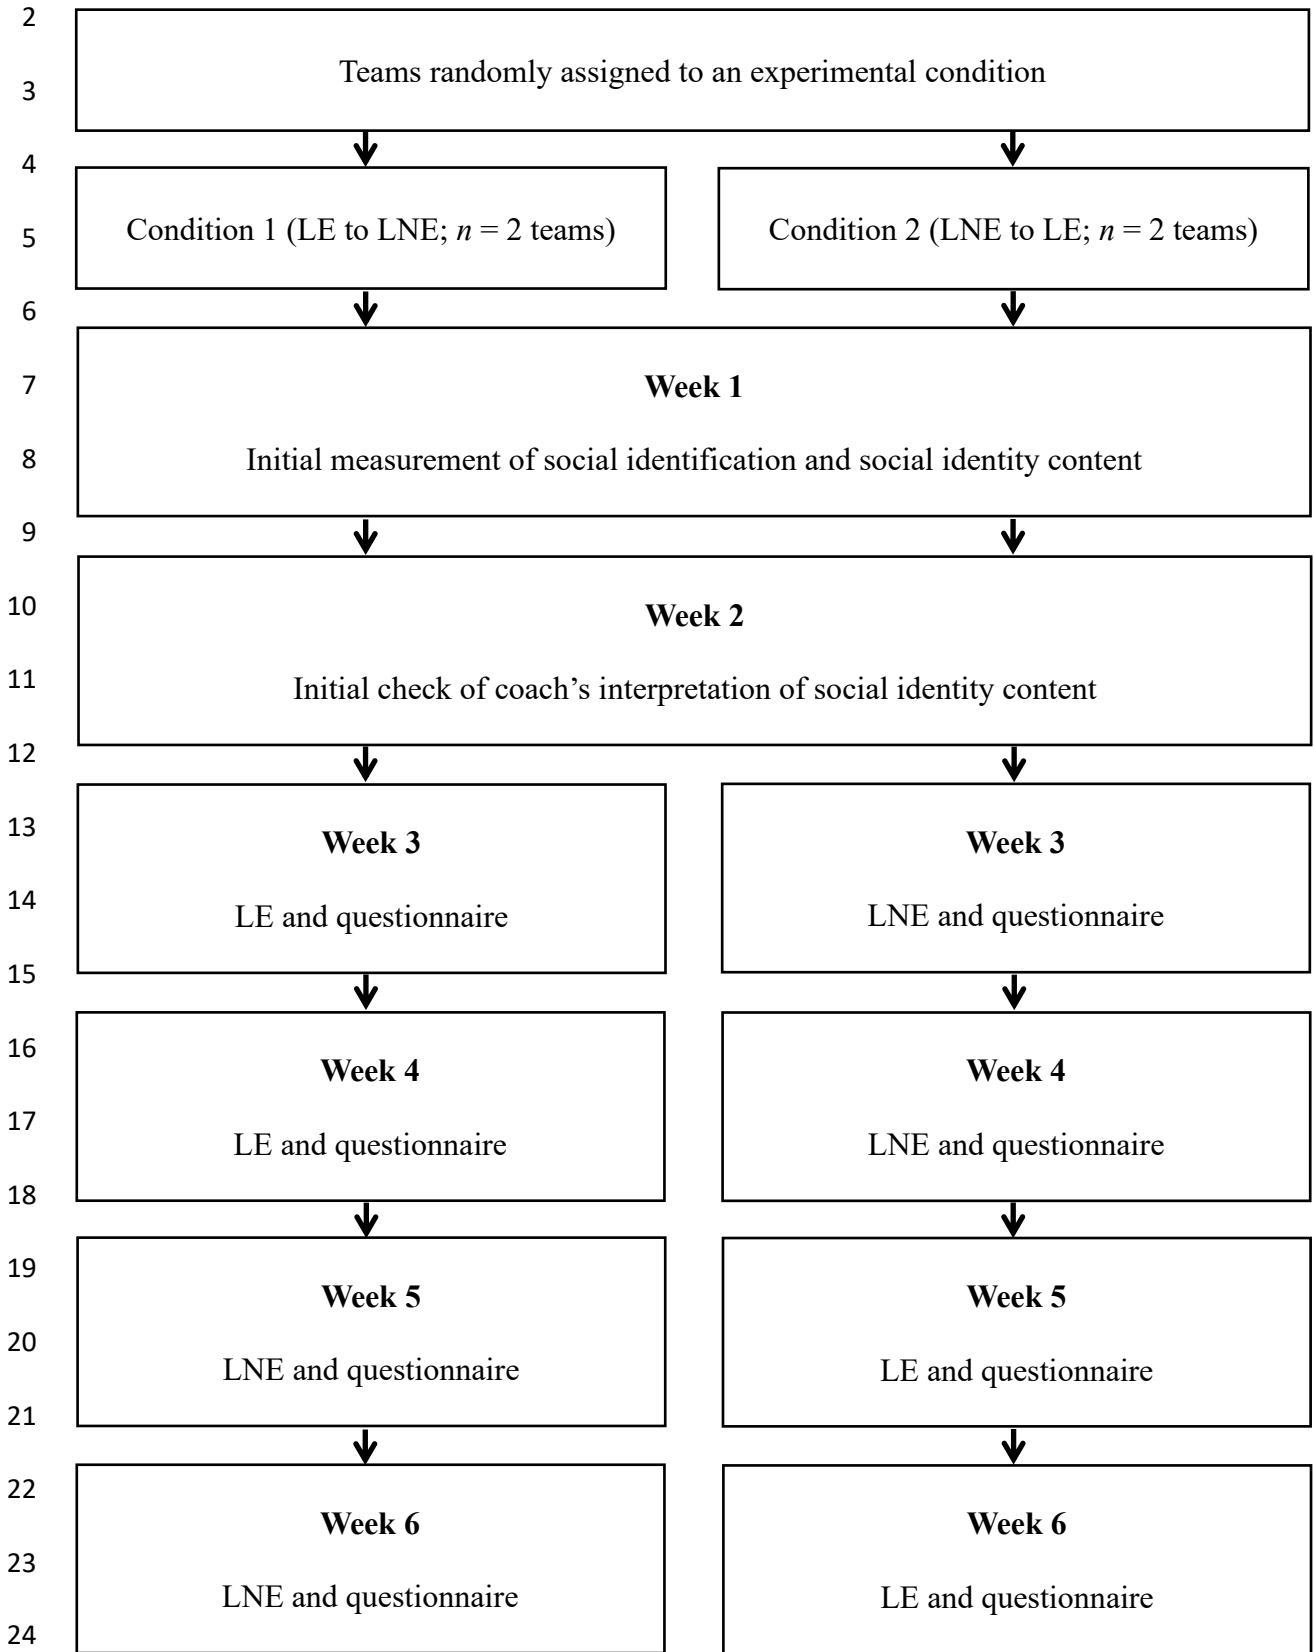 2
Teams randomly assigned to an experimental condition
3
4
Condition 1 (LE to LNE; n = 2 teams)
Condition 2 (LNE to LE; n = 2 teams)
5
6
Week 1
7
Initial measurement of social identification and social identity content
8
9
Week 2
10
Initial check of coach’s interpretation of social identity content
11
12
Week 3
Week 3
13
LE and questionnaire
LNE and questionnaire
14
15
Week 4
Week 4
16
LE and questionnaire
LNE and questionnaire
17
18
Week 5
Week 5
19
LNE and questionnaire
LE and questionnaire
20
21
Week 6
Week 6
22
LNE and questionnaire
LE and questionnaire
23
24